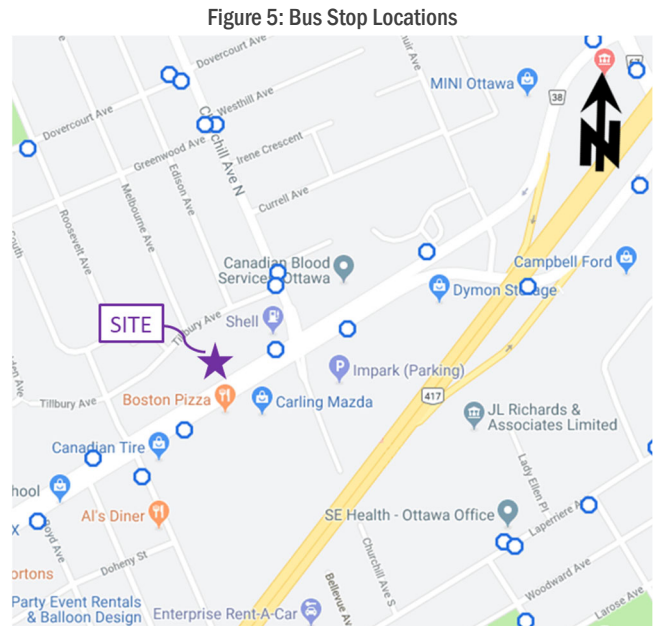 Figure 5: Bus Stop Locations
Dovercourt Ave
MINI Ottawa
38
Westhill Ave
Churchill Ave N
Dovercourt Ave
Greenwood Ave
Irene Crescent
Edison Ave
Melbourne Ave
Currell Ave
Roosevelt Ave
N
Canadian Blood
Services Ottawa
Campbell Ford
Dymon Storage
SITE
Tilbury Ave
Shell
P
Impark (Parking)
417
Tillbury Ave
Boston Pizza
Carling Mazda
JL Richards &
Associates Limited
Canadian Tire
Lady Ellen Pl
hool
X
Al's Diner
SE Health - Ottawa Office
Laperriere A
Boyd Ave
Doheny St
Churchill Ave S
ortons
Bellevue Av
Woodward Ave
Larose Ave
Party Event Rentals
& Balloon Design
Enterprise Rent-A-Car